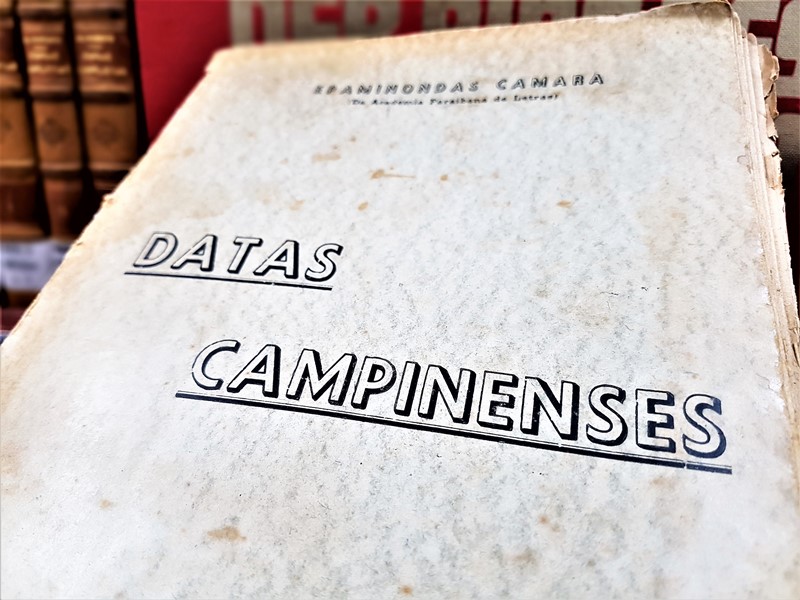 EPAMINONDAS CAMARA
(Da Academia Paraibana de Letras)
DATAS
CAMPINENSES